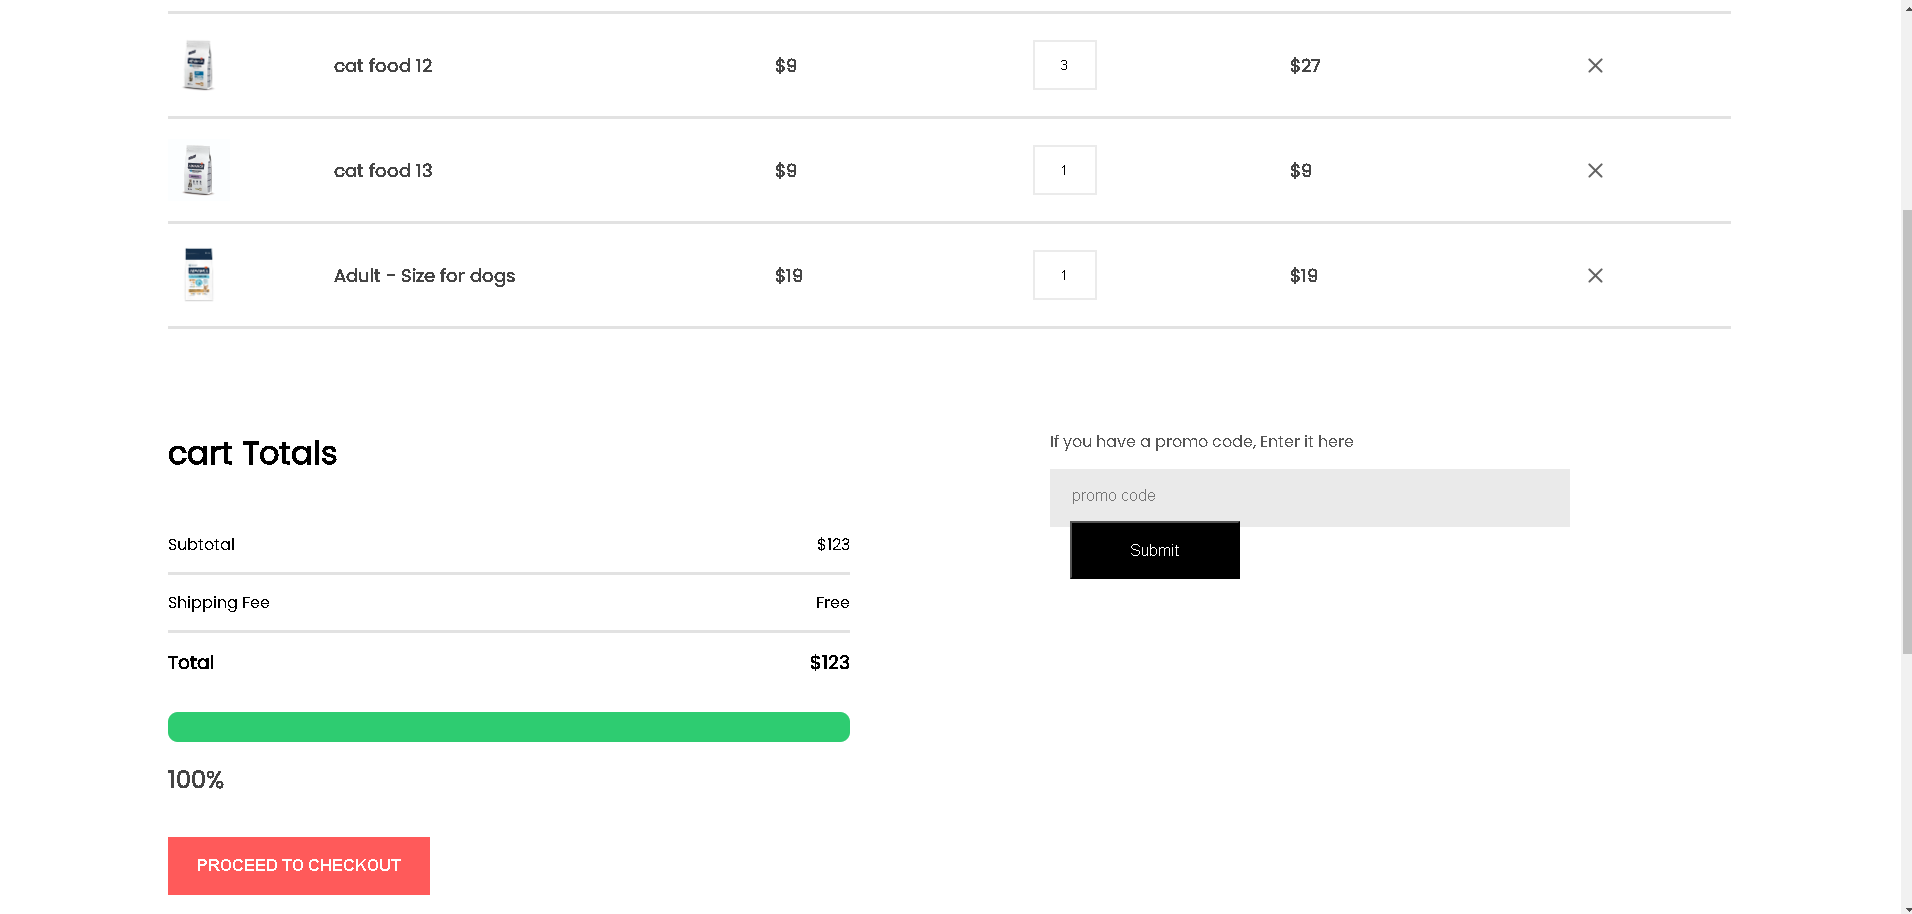 cat food 12 $9 3 $27
cat food 13 $9 1 $9
Adult - Size for dogs $19 1 $19
cart Totals
Subtotal $123
Shipping Fee Free
Total $123
100%
PROCEED TO CHECKOUT
If you have a promo code, Enter it here
promo code
Submit